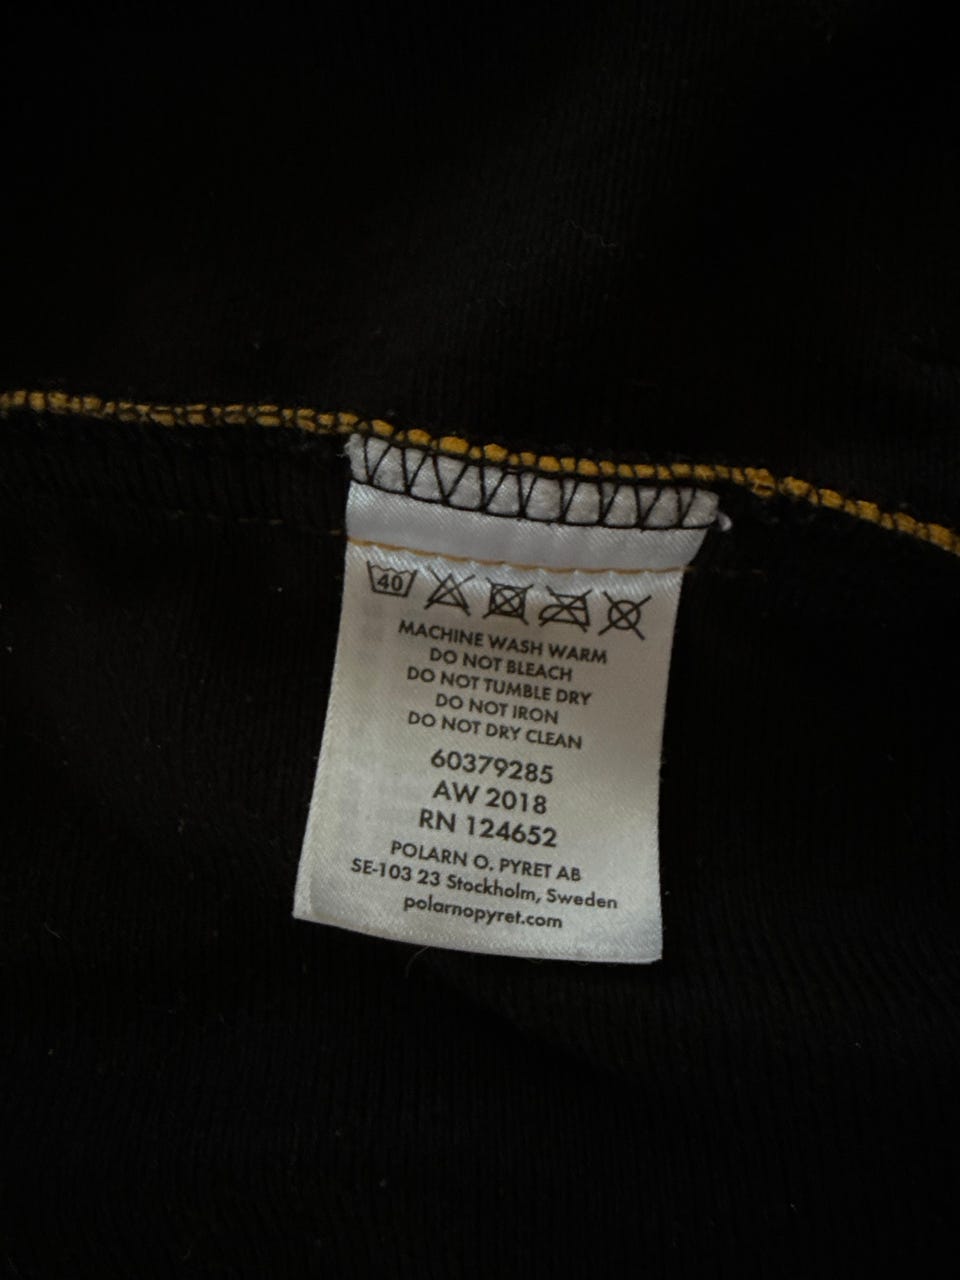 40
MACHINE WASH WARM
DO NOT BLEACH
DO NOT TUMBLE DRY
DO NOT IRON
DO NOT DRY CLEAN
60379285
AW 2018
RN 124652
POLARN O. PYRET AB
SE-103 23 Stockholm, Sweden
polarnopyret.com